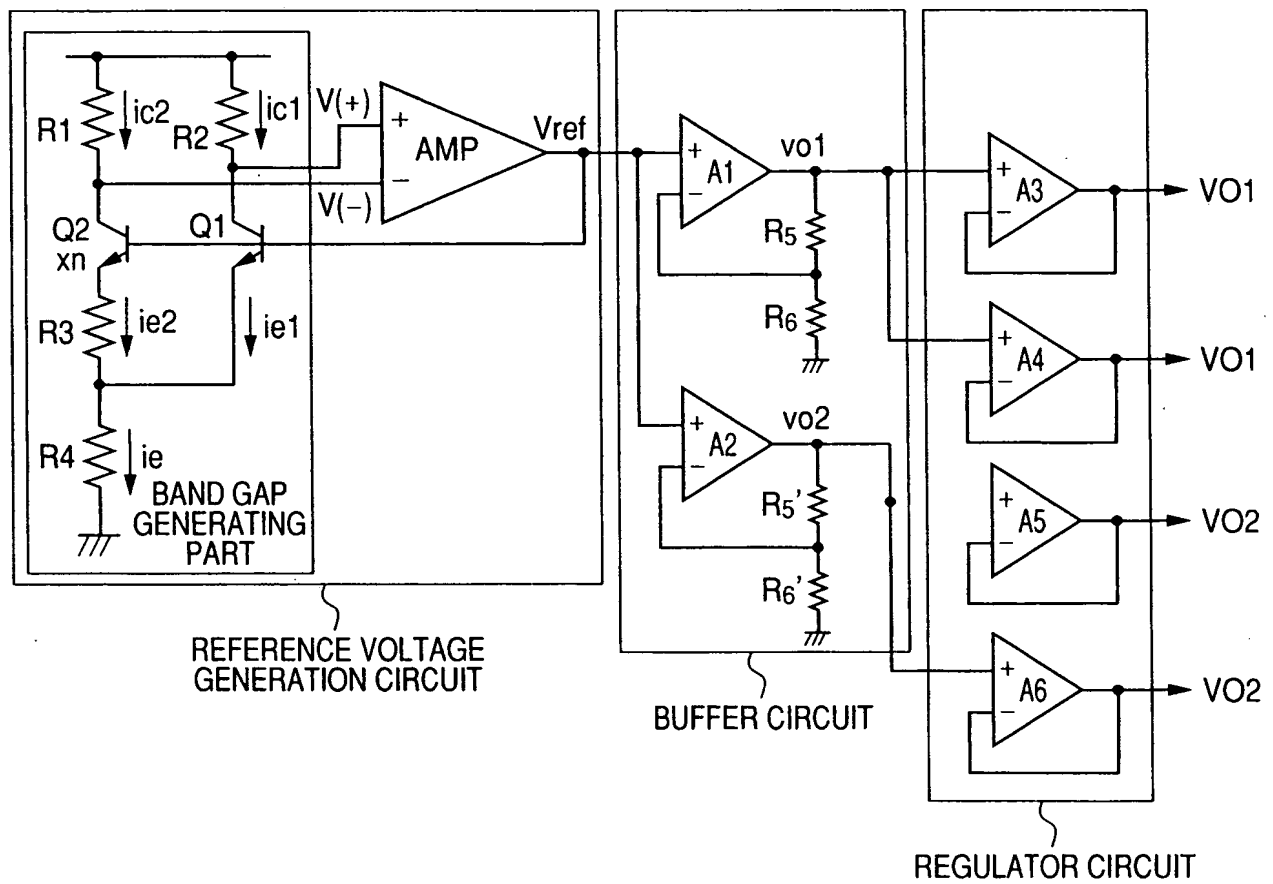 R1
ic2
R2
ic1
V(+)
V(−)
+
−
AMP
Vref
Q2
xn
Q1
R3
ie2
ie1
R4
ie
BAND GAP
GENERATING
PART
REFERENCE VOLTAGE
GENERATION CIRCUIT
+
−
A1
vo1
R5
R6
+
−
A2
vo2
R5'
R6'
BUFFER CIRCUIT
+
−
A3
VO1
+
−
A4
VO1
+
−
A5
VO2
+
−
A6
VO2
REGULATOR CIRCUIT